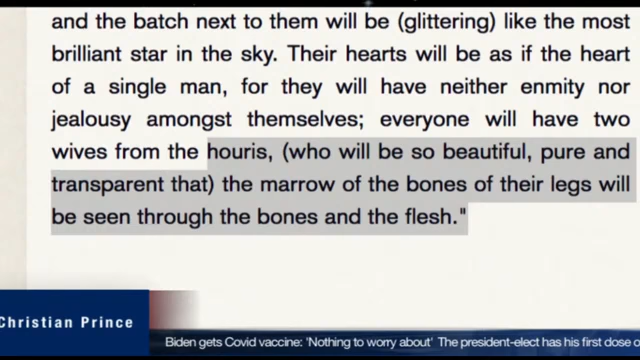 and the batch next to them will be (glittering) like the most
brilliant star in the sky. Their hearts will be as if the heart
of a single man, for they will have neither enmity nor
jealousy amongst themselves; everyone will have two
wives from the houris, (who will be so beautiful, pure and
transparent that) the marrow of the bones of their legs will
be seen through the bones and the flesh."
Christian Prince
Biden gets Covid vaccine: 'Nothing to worry about' The president-elect has his first dose o